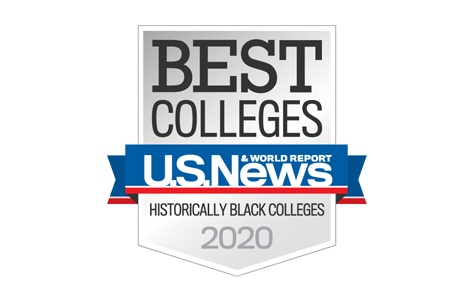 BEST
COLLEGES
& WORLD REPORT
U.S.News
HISTORICALLY BLACK COLLEGES
2020